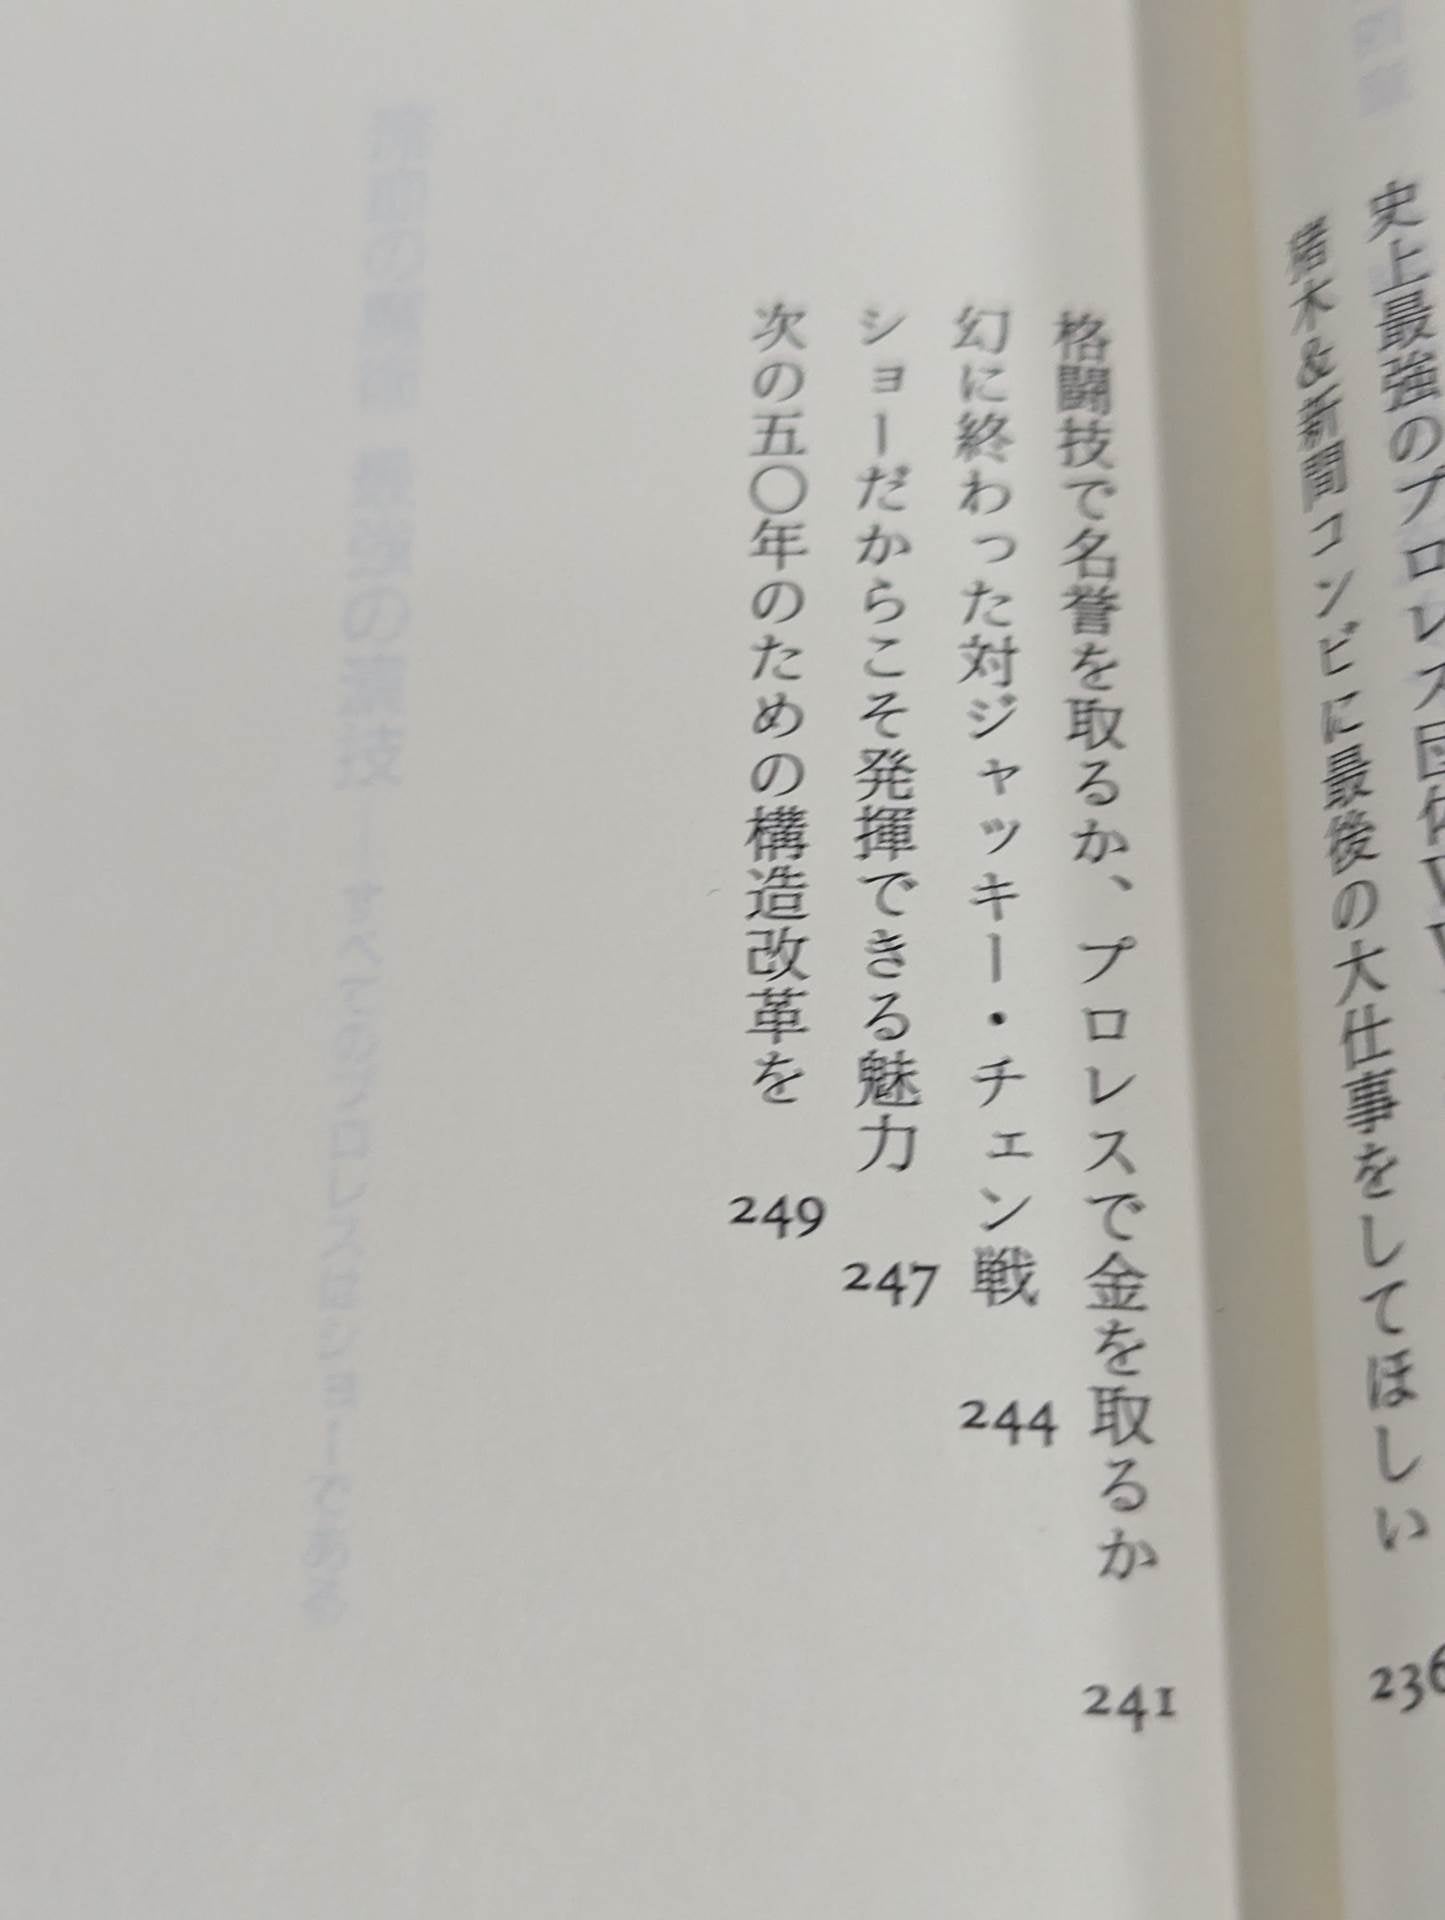 史上最強のプロレス団体
猪木&新間コンビに最後の大仕事をしてほしい 236
格闘技で名誉を取るか、プロレスで金を取るか 241
幻に終わった対ジャッキー・チェン戦 244
ショーだからこそ発揮できる魅力 247
次の五〇年のための構造改革を 249